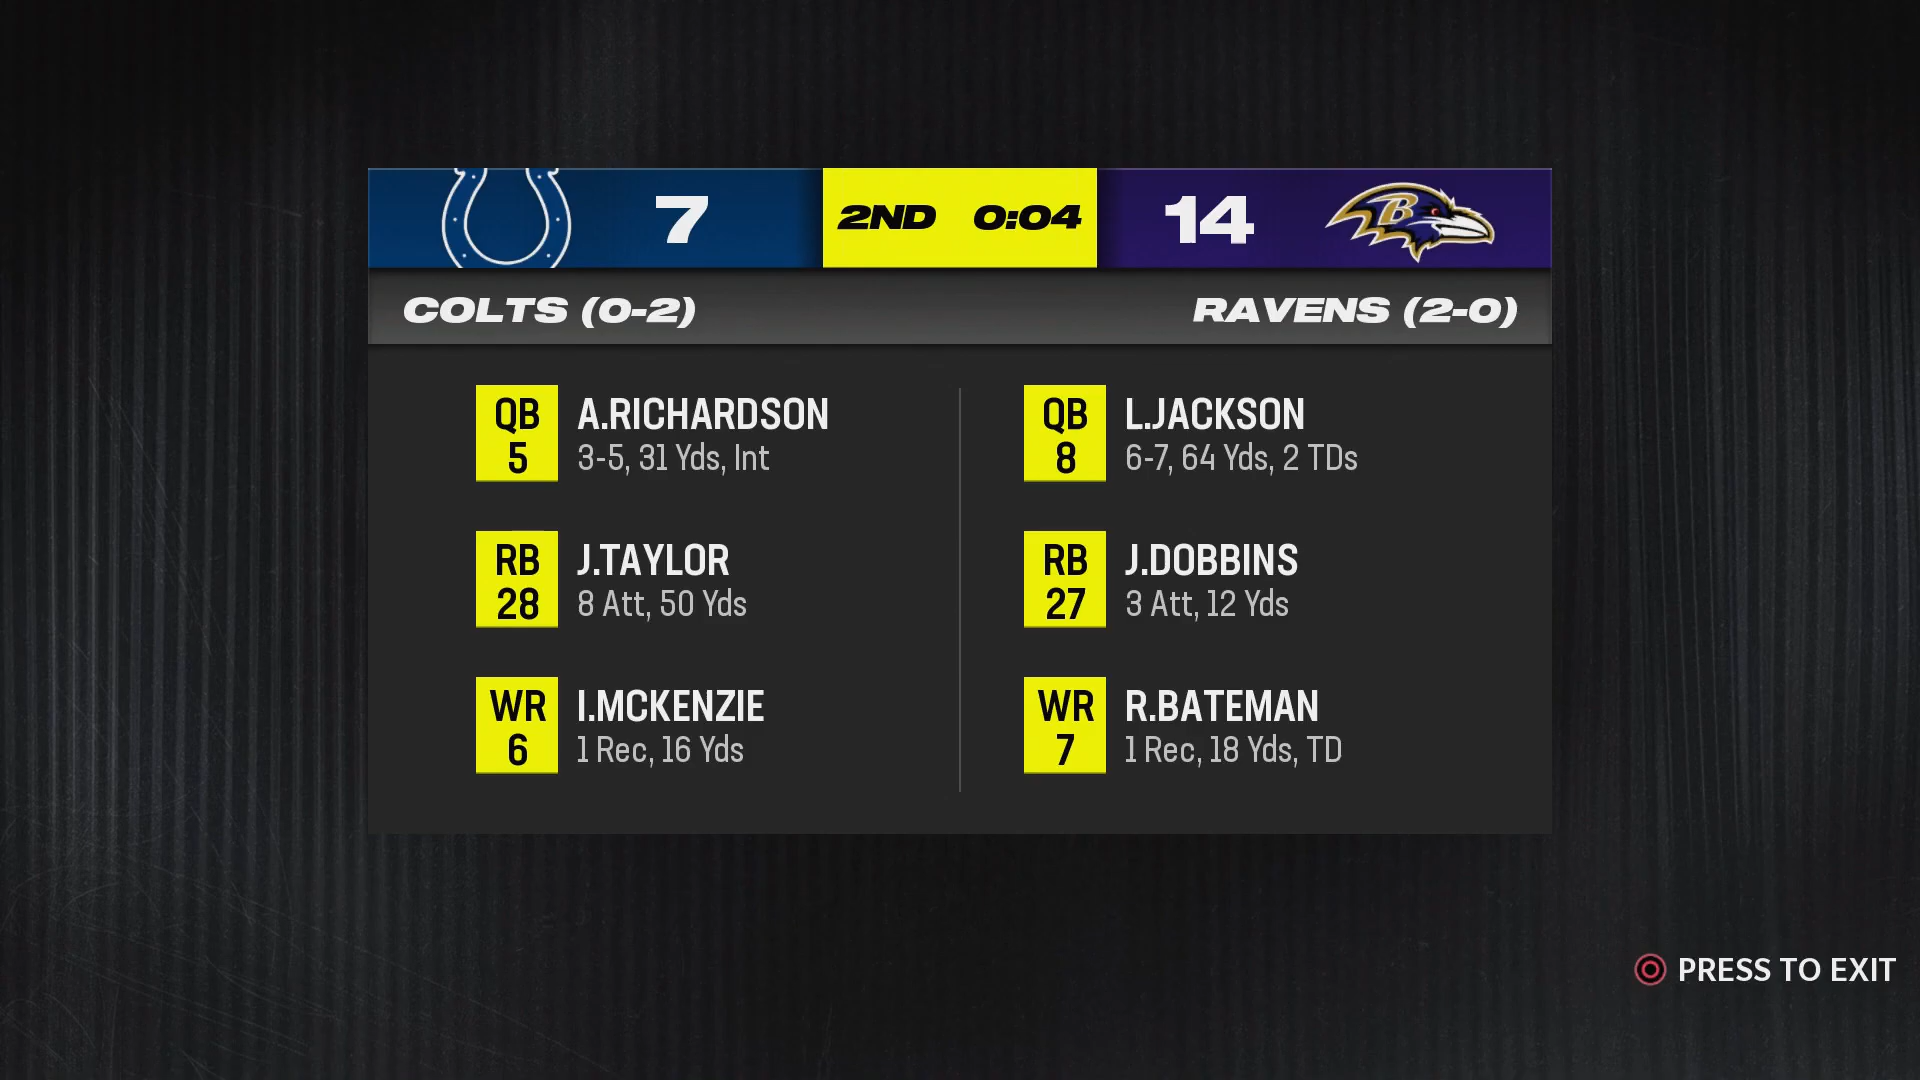 7 2ND 0:04 14 B
COLTS (0-2) RAVENS (2-0)
QB 5 A.RICHARDSON
3-5, 31 Yds, Int
RB 28 J.TAYLOR
8 Att, 50 Yds
WR 6 I.MCKENZIE
1 Rec, 16 Yds
QB 8 L.JACKSON
6-7, 64 Yds, 2 TDs
RB 27 J.DOBBINS
3 Att, 12 Yds
WR 7 R.BATEMAN
1 Rec, 18 Yds, TD
PRESS TO EXIT